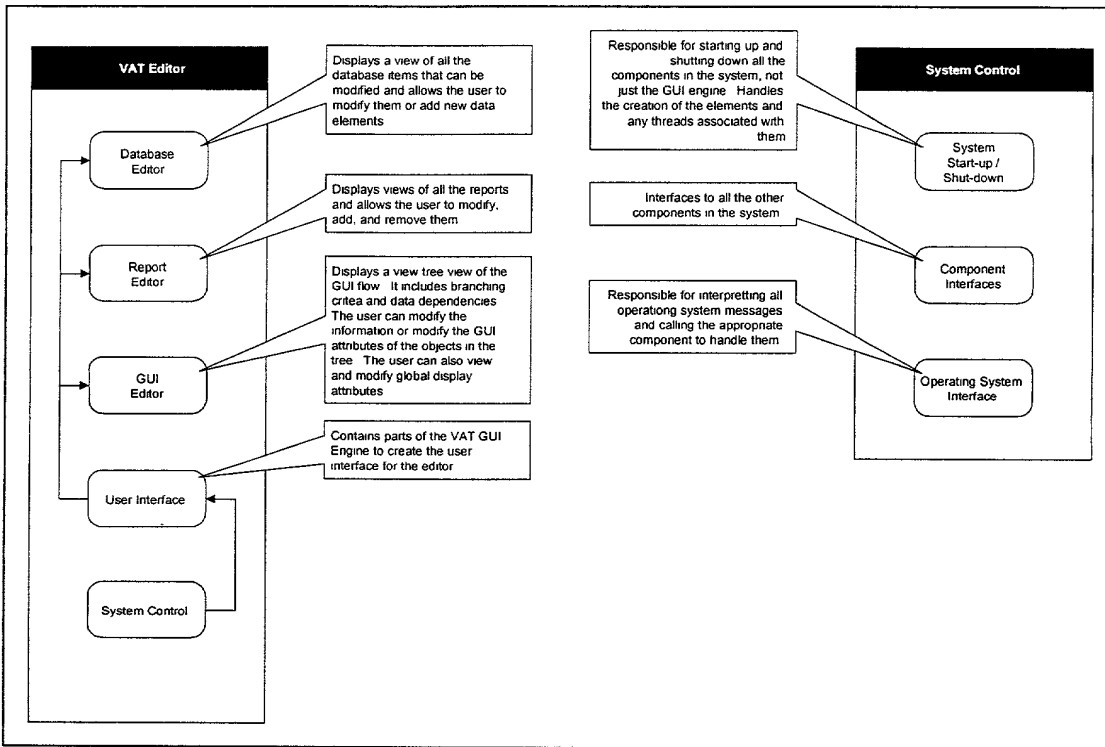 VAT Editor
Displays a view of all the
database items that can be
modified and allows the user to
modify them or add new data
elements
Database
Editor
Displays views of all the reports
and allows the user to modify,
add, and remove them
Report
Editor
Displays a view tree view of the
GUI flow It includes branching
critea and data dependencies
The user can modify the
information or modify the GUI
attributes of the objects in the
tree The user can also view
and modify global display
attributes
GUI
Editor
Contains parts of the VAT GUI
Engine to create the user
interface for the editor
User Interface
System Control
Responsible for starting up and
shutting down all the
components in the system, not
just the GUI engine Handles
the creation of the elements and
any threads associated with
them
System Control
System
Start-up /
Shut-down
Interfaces to all the other
components in the system
Component
Interfaces
Responsible for interpretting all
operationg system messages
and calling the appropriate
component to handle them
Operating System
Interface